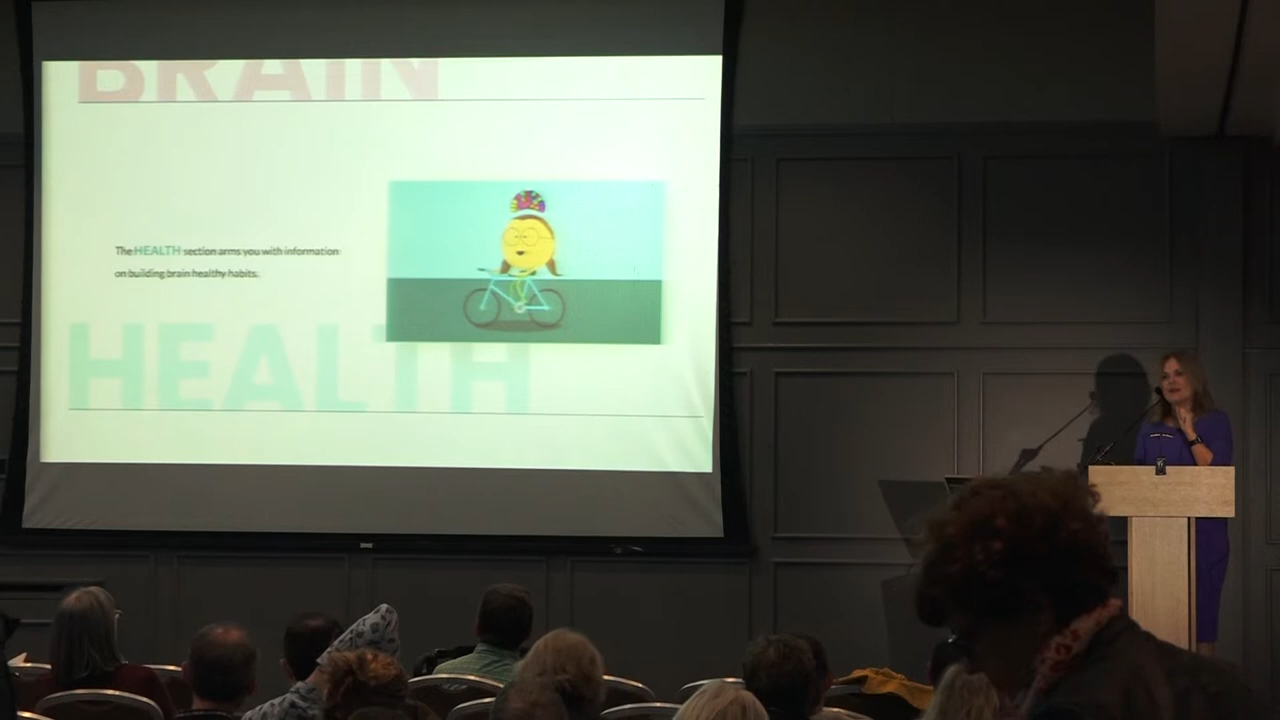 BRAIN
The HEALTH section arms you with information
on building brain healthy habits.
HEALTH